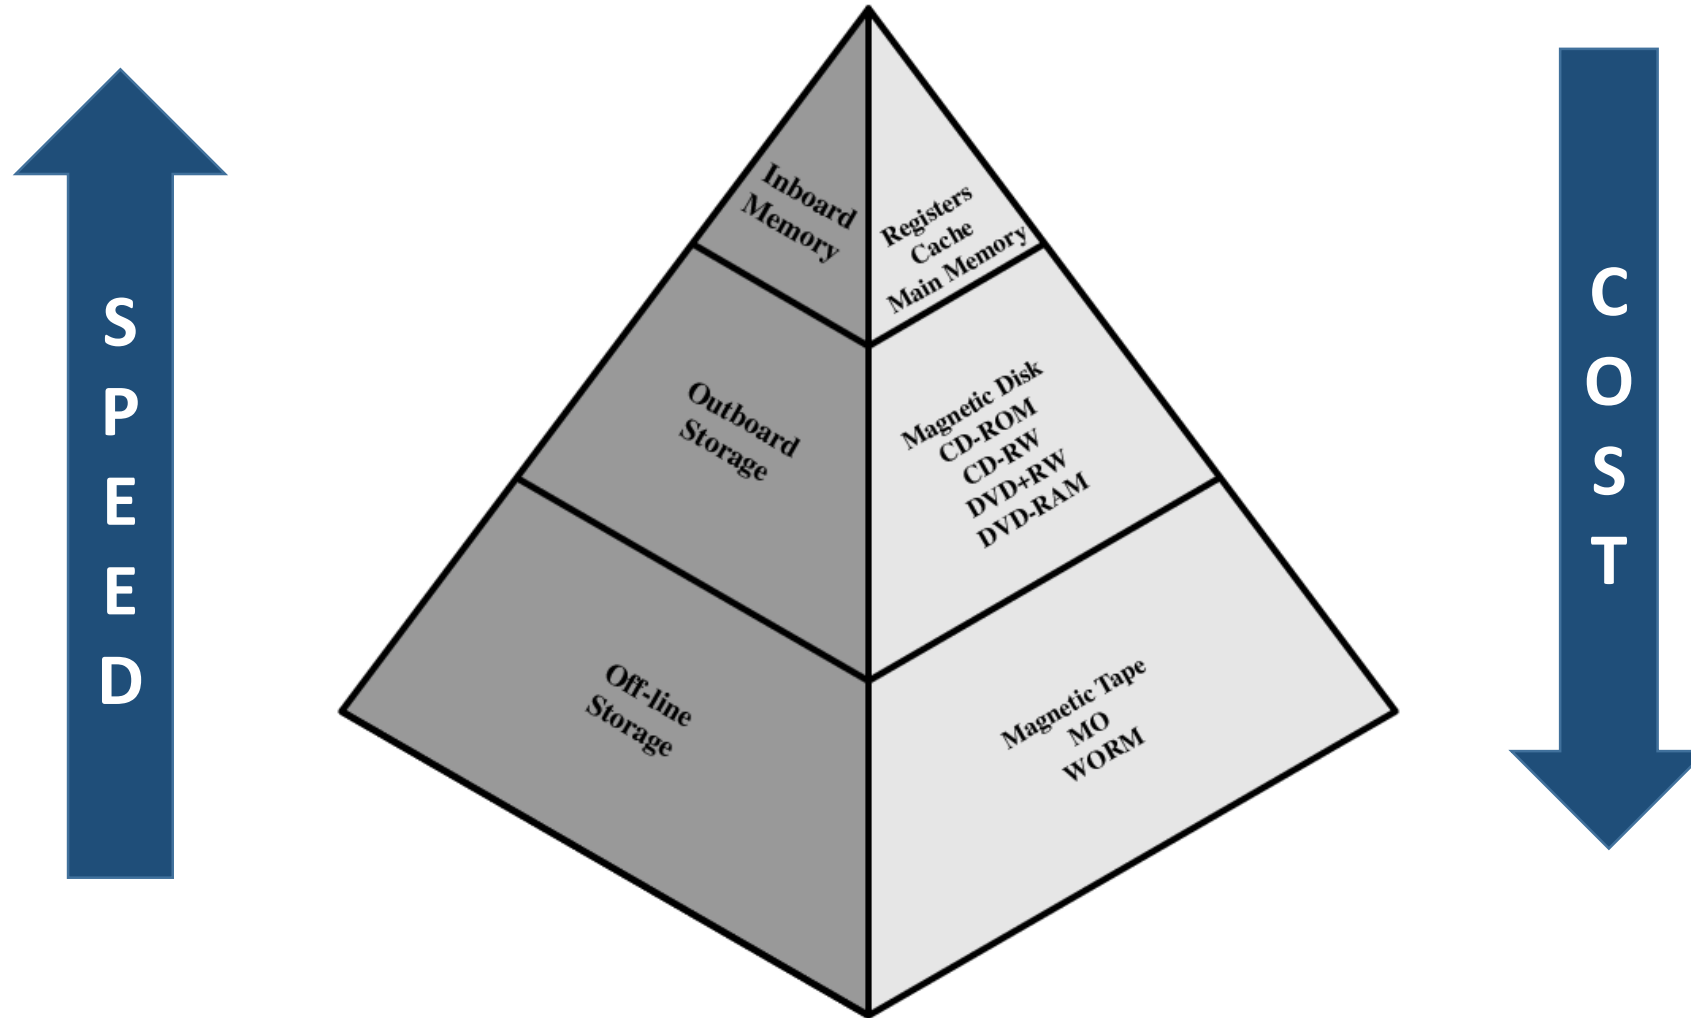 SPEED
Inboard
Memory
Registers
Cache
Main Memory
Outboard
Storage
Magnetic Disk
CD-ROM
CD-RW
DVD+RW
DVD-RAM
Off-line
Storage
Magnetic Tape
MO
WORM
COST